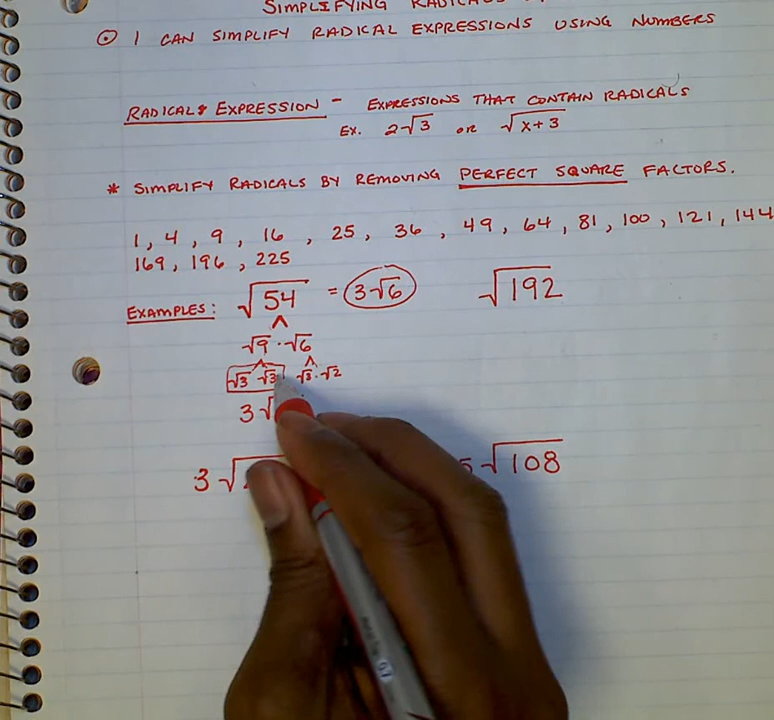 SIMPLIFYING
⊙ I CAN SIMPLIFY RADICAL EXPRESSIONS USING NUMBERS
RADICAL EXPRESSION - EXPRESSIONS THAT CONTAIN RADICALS
EX. 2√3 OR √x+3
* SIMPLIFY RADICALS BY REMOVING PERFECT SQUARE FACTORS.
1, 4, 9, 16, 25, 36, 49, 64, 81, 100, 121, 144
169, 196, 225
EXAMPLES: √54 = 3√6 √192
√9 · √6
√3 √3 √3 · √2
3√
3√ √108